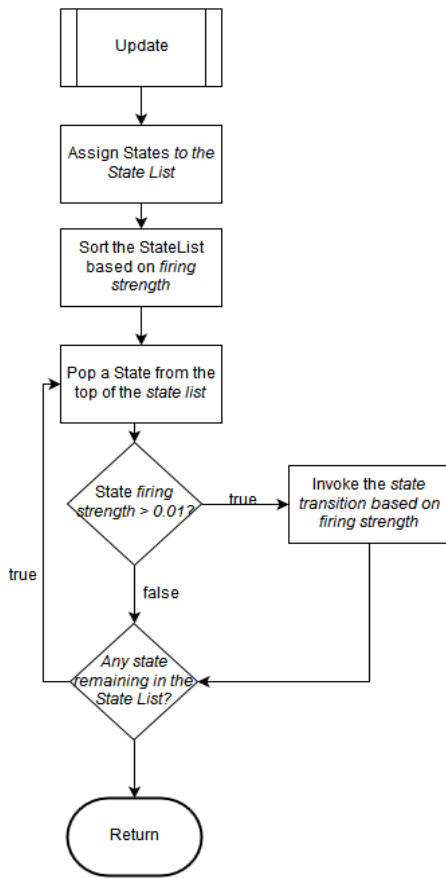 Update
Assign States to the
State List
Sort the StateList
based on firing
strength
Pop a State from the
top of the state list
State firing
strength > 0.01?
true
Invoke the state
transition based on
firing strength
true
false
Any state
remaining in the
State List?
Return